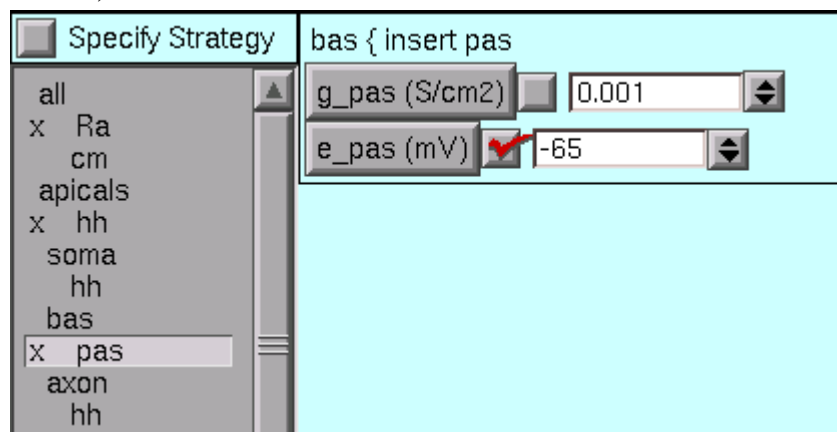 Specify Strategy
all
x Ra
cm
apicals
x hh
soma
hh
bas
x pas
axon
hh
bas { insert pas
g_pas (S/cm2) 0.001
e_pas (mV) -65